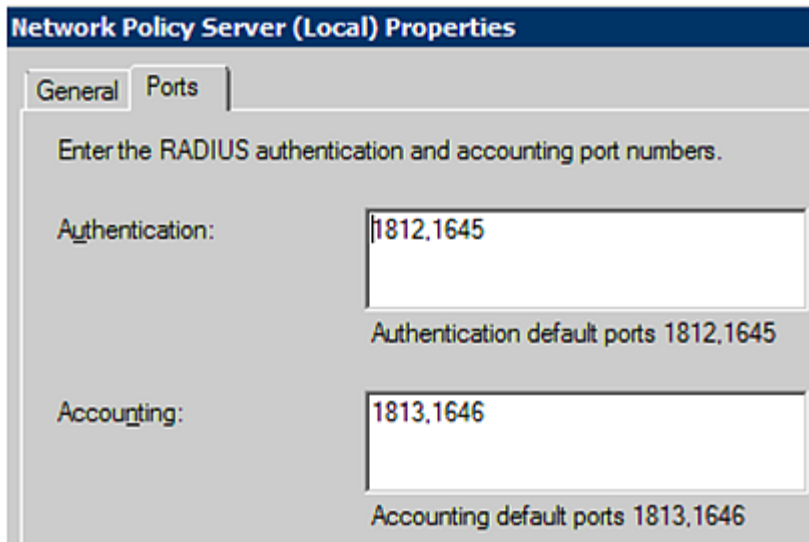 Network Policy Server (Local) Properties
General Ports
Enter the RADIUS authentication and accounting port numbers.
Authentication: 1812,1645
Authentication default ports 1812,1645
Accounting: 1813,1646
Accounting default ports 1813,1646